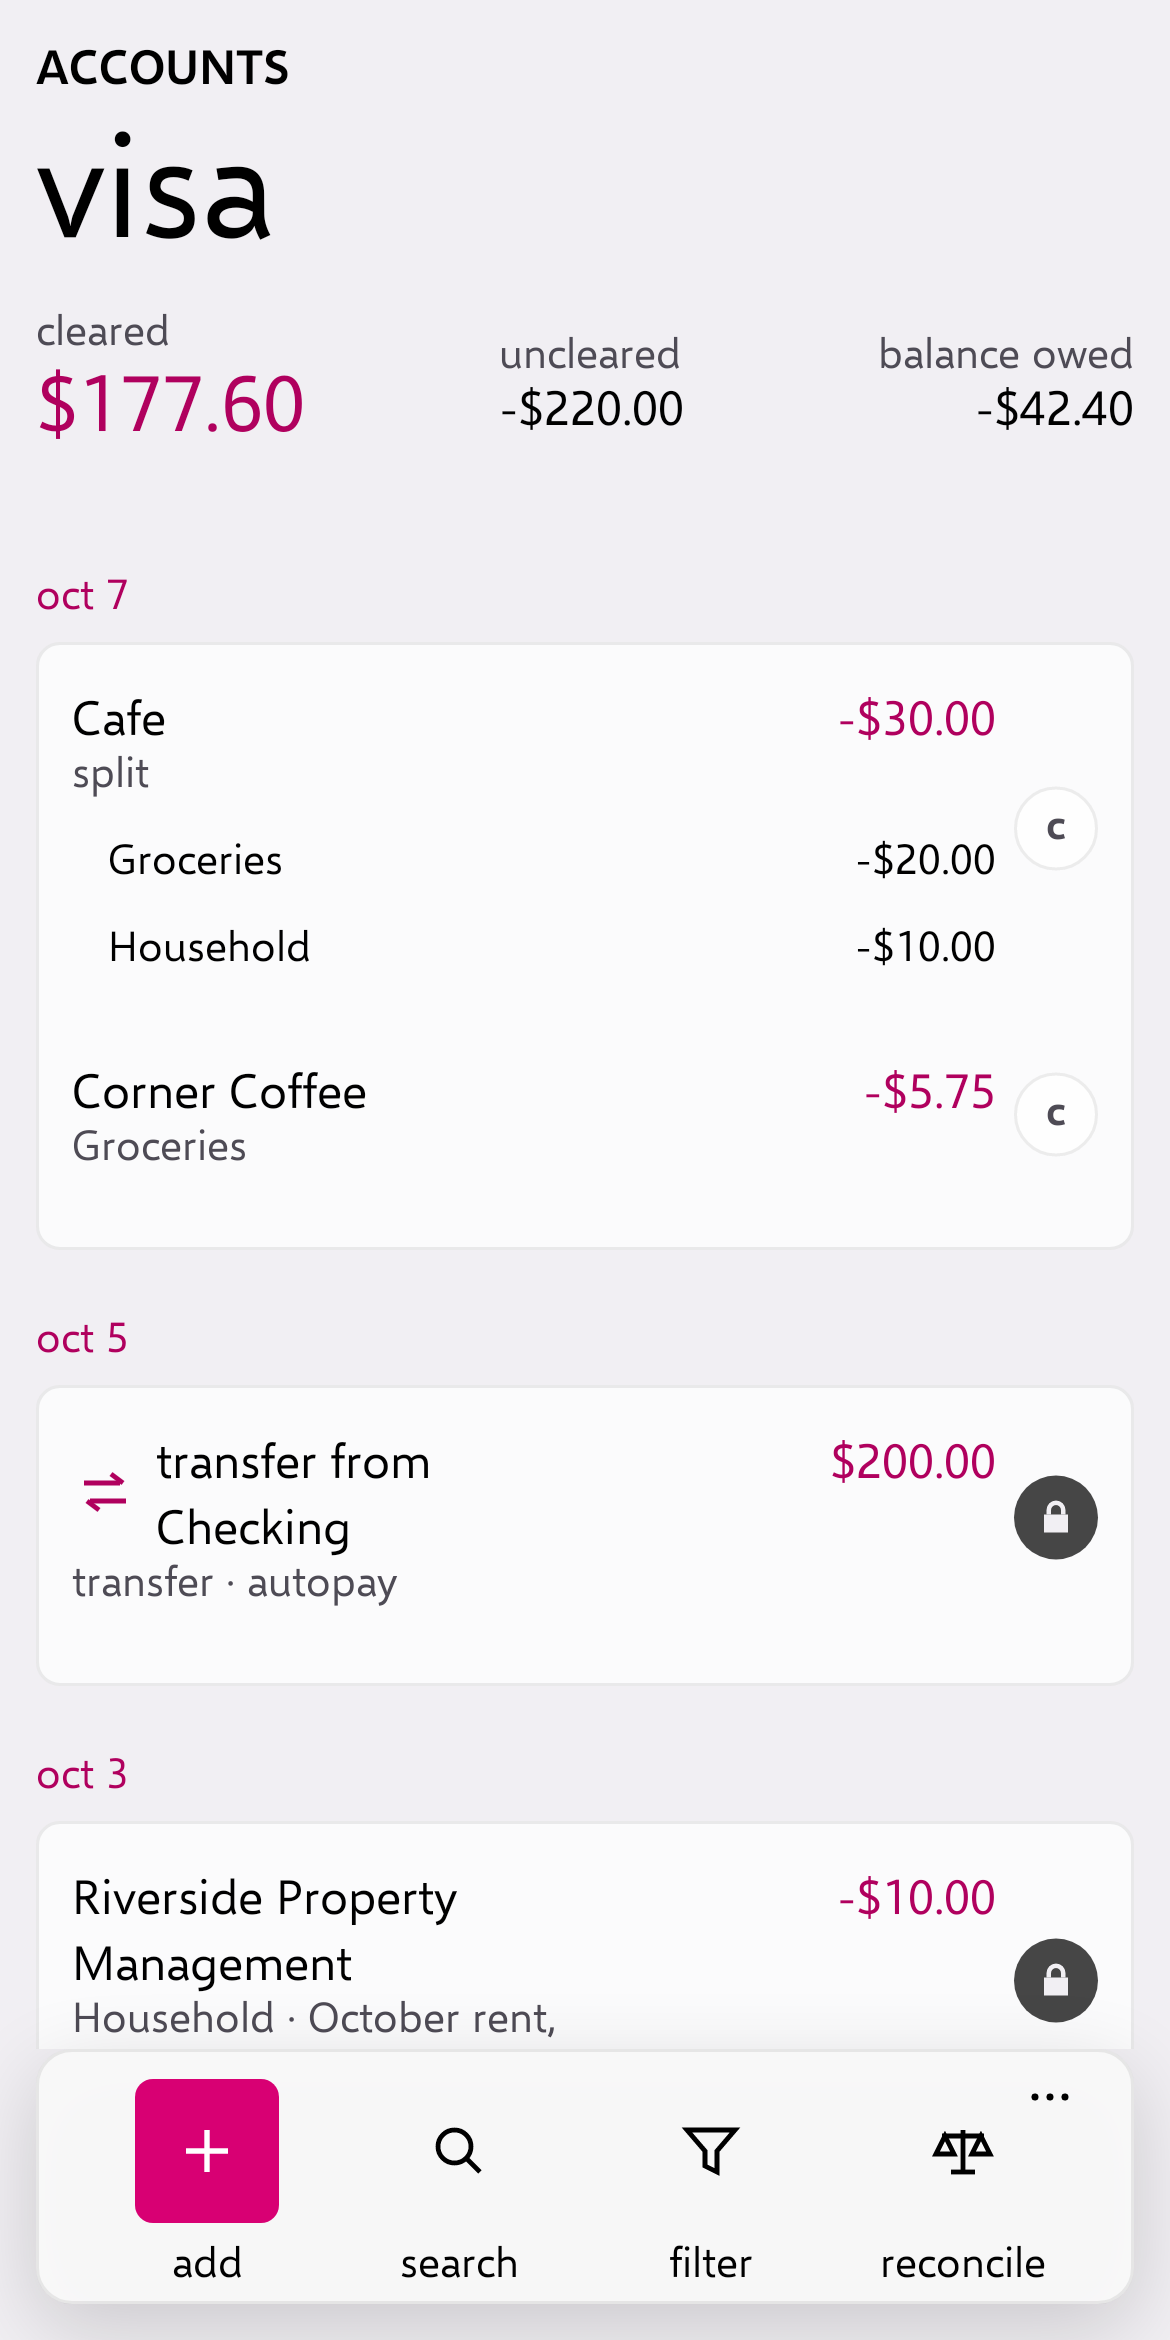 ACCOUNTS
visa
cleared
$177.60
uncleared
-$220.00
balance owed
-$42.40
oct 7
Cafe -$30.00
split
c
Groceries -$20.00
Household -$10.00
Corner Coffee -$5.75
c
Groceries
oct 5
transfer from $200.00
Checking
transfer · autopay
oct 3
Riverside Property -$10.00
Management
Household · October rent,
add
search
filter
reconcile